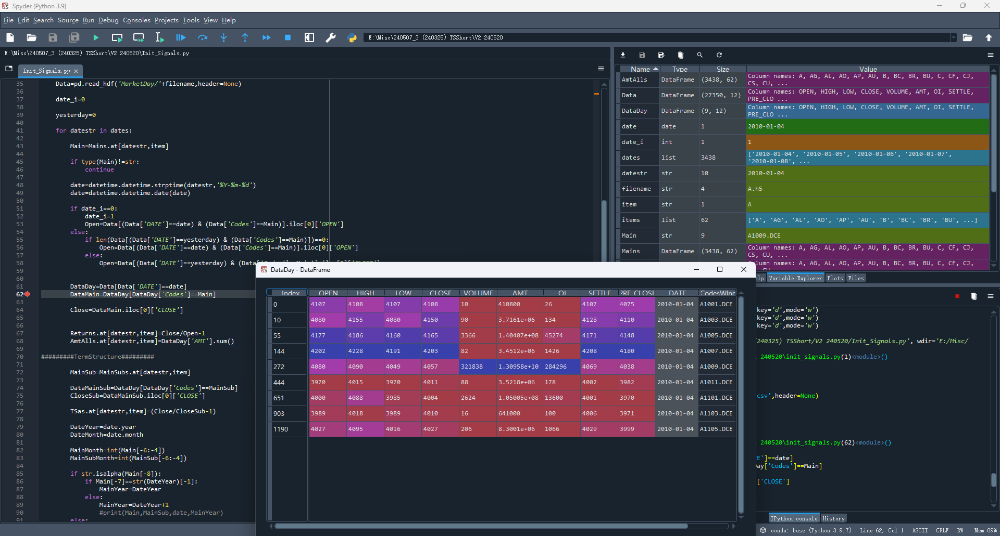 Spyder (Python 3.9)
File Edit Search Source Run Debug Consoles Projects Tools View Help
E:\Misc\240507_3 (240325) TSShort\V2 240520
E:\Misc\240507_3 (240325) TSShort\V2 240520\Init_Signals.py
Init_Signals.py
35 Data=pd.read_hdf('MarketDay/'+filename,header=None)
36
37 date_i=0
38
39 yesterday=0
40
41 for datestr in dates:
42
43 Main=Mains.at[datestr,item]
44
45 if type(Main)!=str:
46 continue
47
48 date=datetime.datetime.strptime(datestr,'%Y-%m-%d')
49 date=datetime.datetime.date(date)
50
51 if date_i==0:
52 date_i=1
53 Open=Data[(Data['DATE']==date) & (Data['Codes']==Main)].iloc[0]['OPEN']
54 else:
55 if len(Data[(Data['DATE']==yesterday) & (Data['Codes']==Main)])==0:
56 Open=Data[(Data['DATE']==date) & (Data['Codes']==Main)].iloc[0]['OPEN']
57 else:
58 Open=Data[(Data['DATE']==yesterday) & (Data
59
60
61 DataDay=Data[Data['DATE']==date]
62 DataMain=DataDay[DataDay['Codes']==Main]
63
64 Close=DataMain.iloc[0]['CLOSE']
65
66
67 Returns.at[datestr,item]=Close/Open-1
68 AmtAlls.at[datestr,item]=DataDay['AMT'].sum()
69
70 #########TermStructure#########
71
72 MainSub=MainSubs.at[datestr,item]
73
74 DataMainSub=DataDay[DataDay['Codes']==MainSub]
75 CloseSub=DataMainSub.iloc[0]['CLOSE']
76
77 TSas.at[datestr,item]=(Close/CloseSub-1)
78
79 DateYear=date.year
80 DateMonth=date.month
81
82 MainMonth=int(Main[-6:-4])
83 MainSubMonth=int(MainSub[-6:-4])
84
85 if str.isalpha(Main[-8]):
86 if Main[-7]==str(DateYear)[-1]:
87 MainYear=DateYear
88 else:
89 MainYear=DateYear+1
90 #print(Main,MainSub,date,MainYear)
91 else:
Name Type Size Value
AmtAlls DataFrame (3438, 62) Column names: A, AG, AL, AO, AP, AU, B, BC, BR, BU, C, CF, CJ,
CS, CU, ...
Data DataFrame (27350, 12) Column names: OPEN, HIGH, LOW, CLOSE, VOLUME, AMT, OI, SETTLE,
PRE_CLO ...
DataDay DataFrame (9, 12) Column names: OPEN, HIGH, LOW, CLOSE, VOLUME, AMT, OI, SETTLE,
PRE_CLO ...
date date 1 2010-01-04
date_i int 1 1
dates list 3438 ['2010-01-04', '2010-01-05', '2010-01-06', '2010-01-07',
'2010-01-08', ...
datestr str 10 2010-01-04
filename str 4 A.h5
item str 1 A
items list 62 ['A', 'AG', 'AL', 'AO', 'AP', 'AU', 'B', 'BC', 'BR', 'BU', ...]
Main str 9 A1009.DCE
Mains DataFrame (3438, 62) Column names: A, AG, AL, AO, AP, AU, B, BC, BR, BU, C, CF, CJ,
CS, CU, ...
lumn names: A, AG, AL, AO, AP, AU, B, BC, BR, BU, C, CF, CJ,
elp Variable Explorer Plots Files
DataDay - DataFrame
Index OPEN HIGH LOW CLOSE VOLUME AMT OI SETTLE PRE_CLOSE DATE CodesWind
0 4107 4108 4107 4108 10 410800 26 4107 4075 2010-01-04 A1001.DCE
10 4080 4155 4080 4150 90 3.7161e+06 134 4128 4110 2010-01-04 A1003.DCE
55 4177 4186 4160 4165 3366 1.40407e+08 45274 4171 4148 2010-01-04 A1005.DCE
144 4202 4228 4191 4203 82 3.4512e+06 1426 4208 4180 2010-01-04 A1007.DCE
272 4080 4090 4049 4057 321838 1.30958e+10 284296 4069 4038 2010-01-04 A1009.DCE
444 3970 4015 3970 4011 88 3.5218e+06 178 4002 3982 2010-01-04 A1011.DCE
651 4000 4088 3985 4004 2624 1.05005e+08 13600 4001 3970 2010-01-04 A1101.DCE
903 3989 4018 3989 4010 16 641000 100 4006 3971 2010-01-04 A1103.DCE
1190 4027 4095 4016 4027 206 8.3001e+06 1066 4029 3999 2010-01-04 A1105.DCE
key='d',mode='w')
key='d',mode='w')
key='d',mode='w')
240325) TSShort/V2 240520/Init_Signals.py', wdir='E:/Misc/
240520\init_signals.py(1)<module>()
csv',header=None)
240520\init_signals.py(62)<module>()
E']==date]
ay['Codes']==Main]
['CLOSE']
IPython console History
conda: base (Python 3.9.7) Line 62, Col 1 ASCII CRLF RW Mem 89%